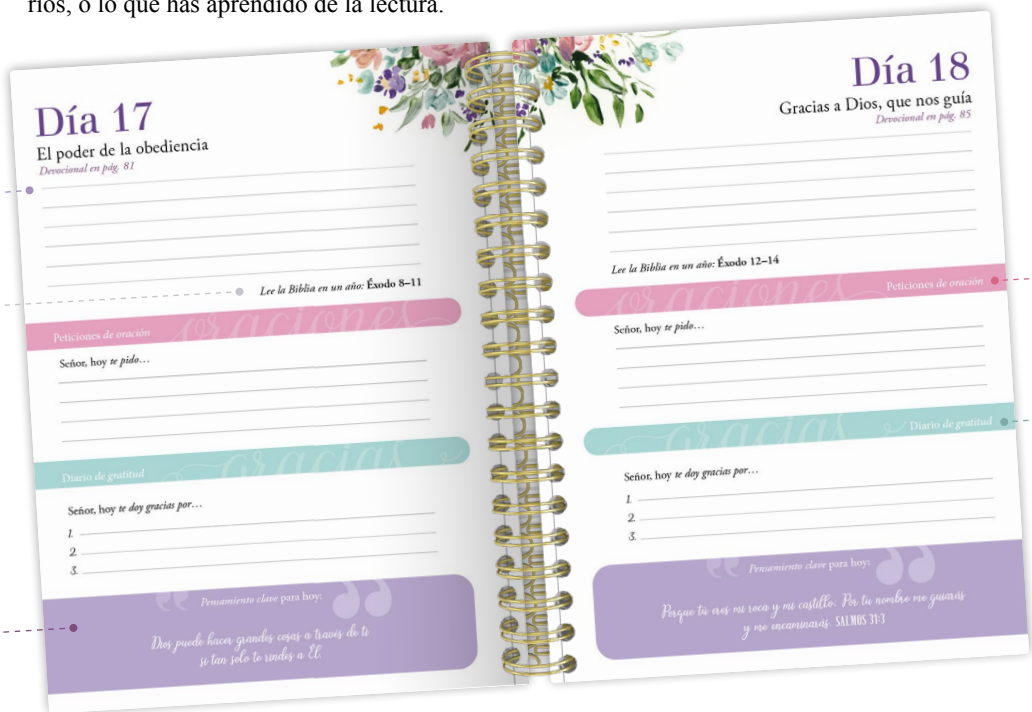 rios, o lo que has aprendido de la lectura.
Día 17
El poder de la obediencia
Devocional en pág. 81
Lee la Biblia en un año: Éxodo 8–11
oraciones
Peticiones de oración
Señor, hoy te pido…
gracias
Diario de gratitud
Señor, hoy te doy gracias por…
1.
2.
3.
Pensamiento clave para hoy:
Dios puede hacer grandes cosas a través de ti
si tan solo te rindes a Él.
Día 18
Gracias a Dios, que nos guía
Devocional en pág. 85
Lee la Biblia en un año: Éxodo 12–14
oraciones
Peticiones de oración
Señor, hoy te pido…
gracias
Diario de gratitud
Señor, hoy te doy gracias por…
1.
2.
3.
Pensamiento clave para hoy:
Porque tú eres mi roca y mi castillo; Por tu nombre me guiarás
y me encaminarás. SALMOS 31:3